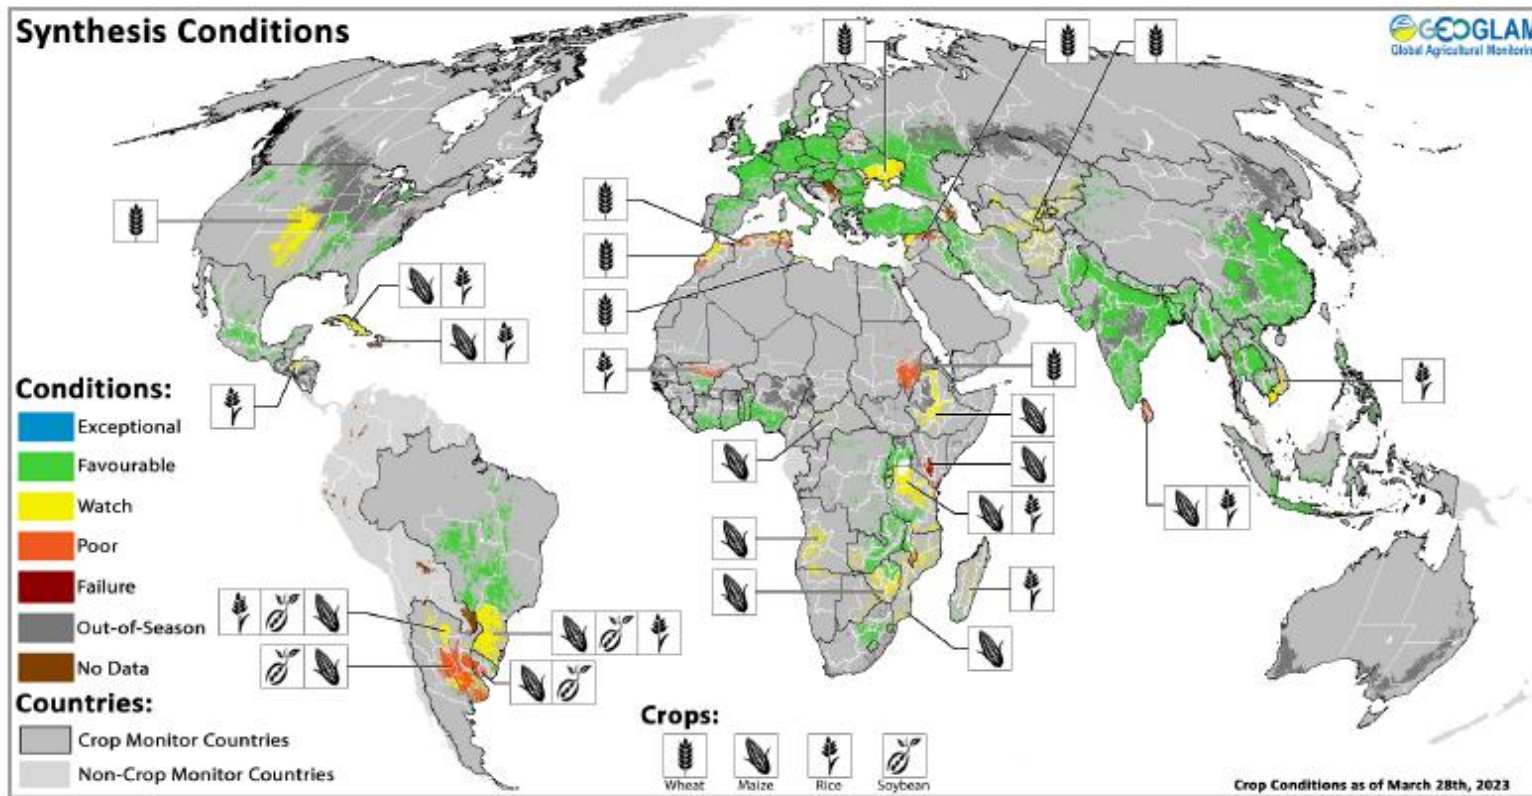 Synthesis Conditions
GEOGLAM
Global Agricultural Monitoring
Conditions:
Exceptional
Favourable
Watch
Poor
Failure
Out-of-Season
No Data
Countries:
Crop Monitor Countries
Non-Crop Monitor Countries
Crops:
Wheat
Maize
Rice
Soybean
Crop Conditions as of March 28th, 2023